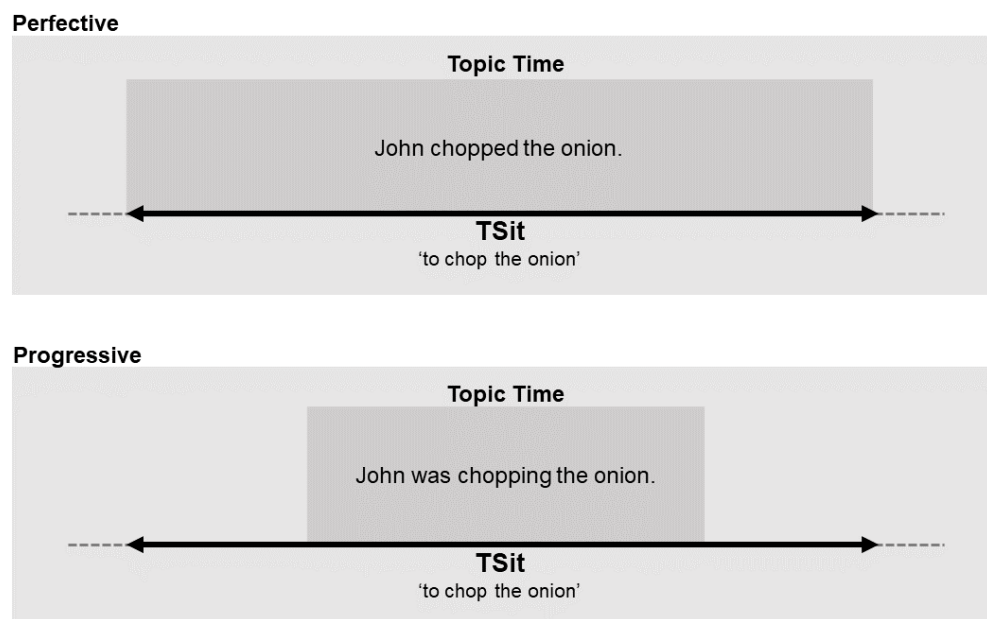 Perfective
Topic Time
John chopped the onion.
TSit
‘to chop the onion’
Progressive
Topic Time
John was chopping the onion.
TSit
‘to chop the onion’